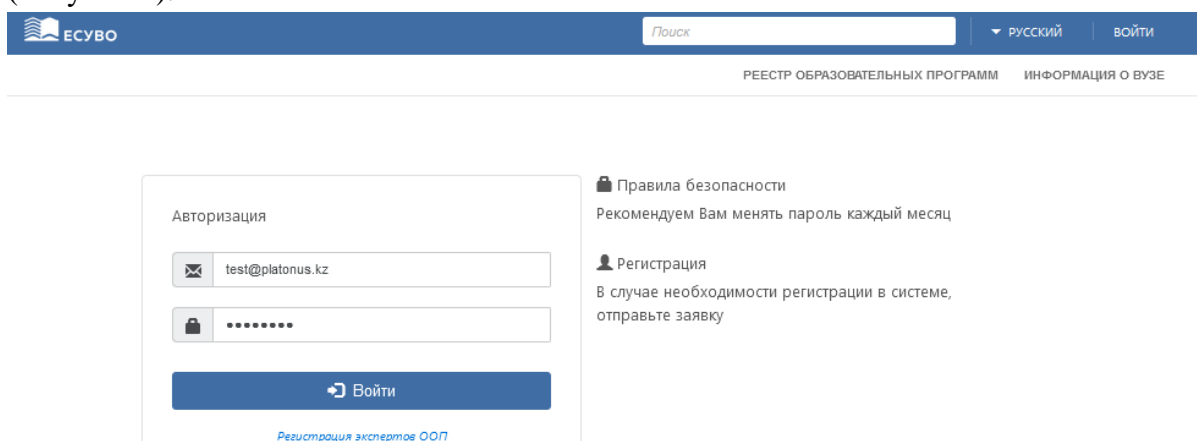 ЕСУВО
Поиск
РУССКИЙ
ВОЙТИ
РЕЕСТР ОБРАЗОВАТЕЛЬНЫХ ПРОГРАММ
ИНФОРМАЦИЯ О ВУЗЕ
Авторизация
test@platonus.kz
••••••••
Войти
Регистрация экспертов ООП
Правила безопасности
Рекомендуем Вам менять пароль каждый месяц
Регистрация
В случае необходимости регистрации в системе,
отправьте заявку